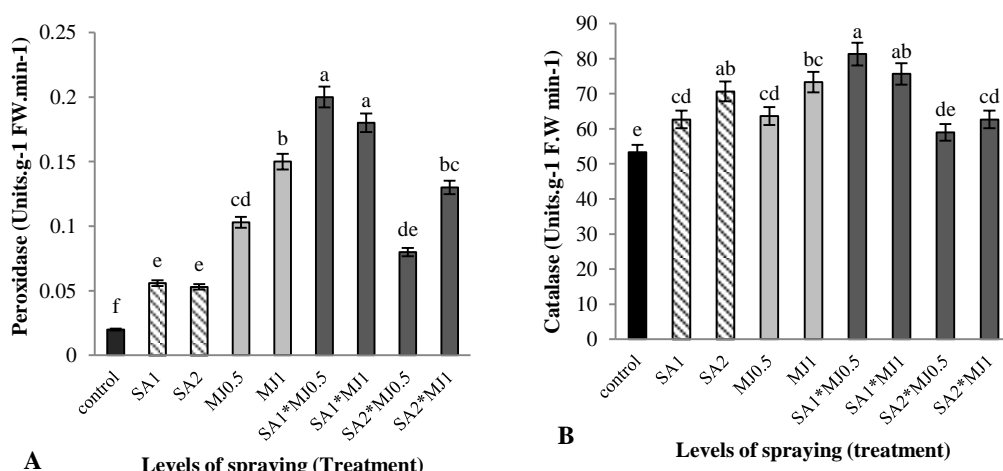 Peroxidase (Units.g-1 FW.min-1)
0.25
0.2
0.15
0.1
0.05
0
f
e
e
cd
b
a
a
de
bc
control
SA1
SA2
MJ0.5
MJ1
SA1*MJ0.5
SA1*MJ1
SA2*MJ0.5
SA2*MJ1
A
Levels of spraying (Treatment)
Catalase (Units.g-1 F.W min-1)
90
80
70
60
50
40
30
20
10
0
e
cd
ab
cd
bc
a
ab
de
cd
control
SA1
SA2
MJ0.5
MJ1
SA1*MJ0.5
SA1*MJ1
SA2*MJ0.5
SA2*MJ1
B
Levels of spraying (treatment)